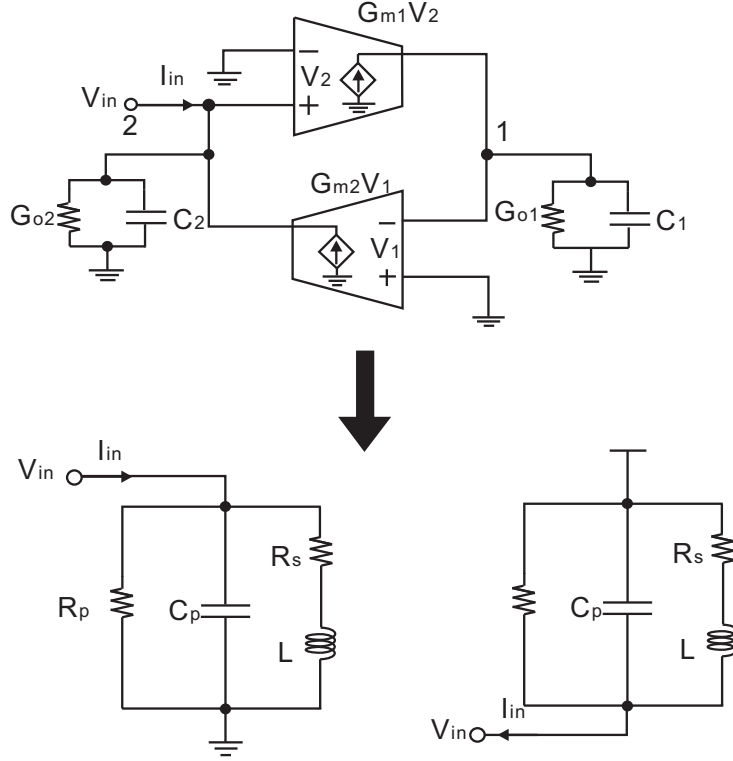 Gm1V2
Iin
V2
−
+
Vin
2
1
Gm2V1
Go2
C2
−
V1
+
Go1
C1
Iin
Vin
Rs
Rp
Cp
L
Rs
Cp
L
Iin
Vin